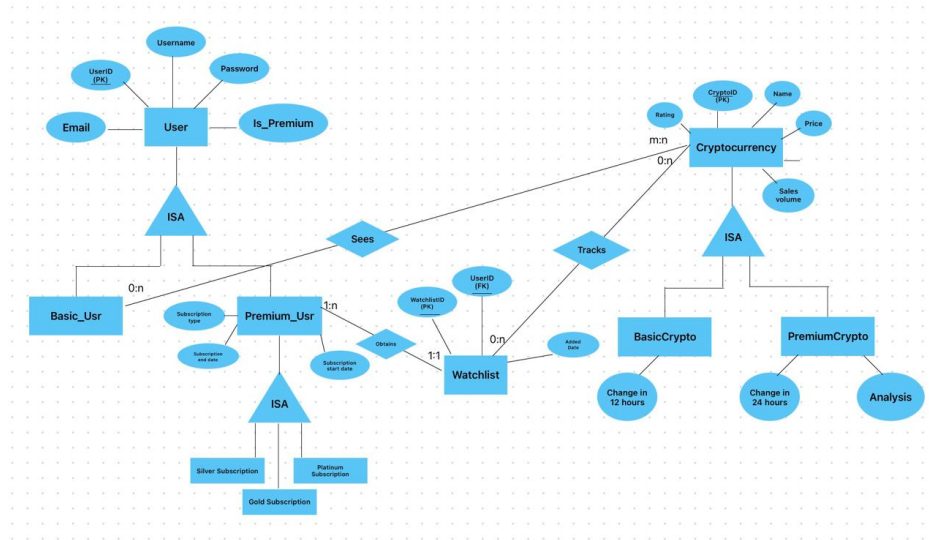 Username
UserID
(PK)
Password
Email
User
Is_Premium
ISA
Rating
CryptoID
(PK)
Name
Price
m:n
Cryptocurrency
0:n
Sales
volume
Sees
Tracks
ISA
0:n
Basic_Usr
Subscription
type
Premium_Usr
1:n
Subscription
end date
Subscription
start date
Obtains
1:1
WatchlistID
(PK)
UserID
(FK)
0:n
Added
Date
Watchlist
BasicCrypto
PremiumCrypto
Change in
12 hours
Change in
24 hours
Analysis
ISA
Silver Subscription
Platinum
Subscription
Gold Subscription